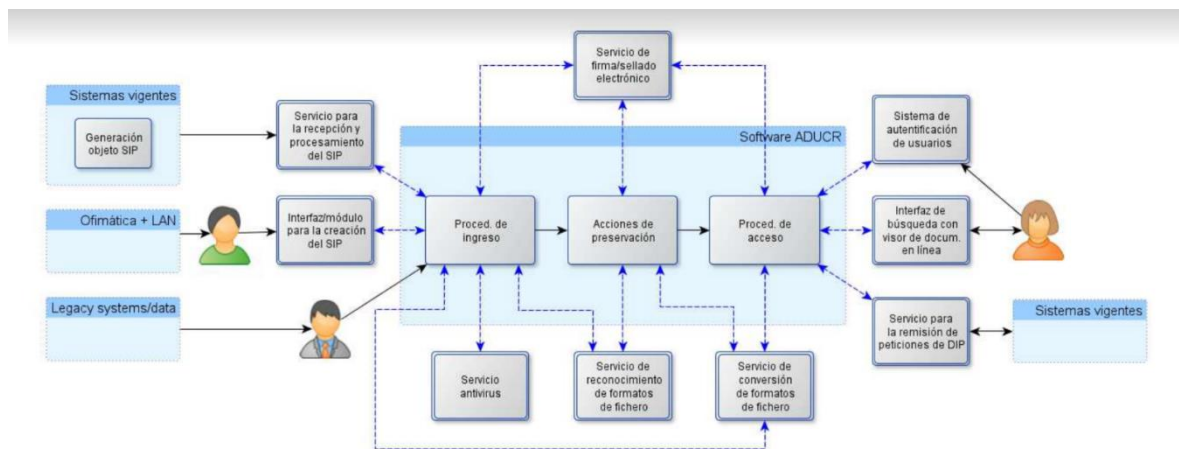 Servicio de
firma/sellado
electrónico
Sistemas vigentes
Generación
objeto SIP
Servicio para
la recepción y
procesamiento
del SIP
Software ADUCR
Sistema de
autentificación
de usuarios
Ofimática + LAN
Interfaz/módulo
para la creación
del SIP
Proced. de
ingreso
Acciones de
preservación
Proced. de
acceso
Interfaz de
búsqueda con
visor de docum.
en línea
Legacy systems/data
Servicio para
la remisión de
peticiones de DIP
Sistemas vigentes
Servicio
antivirus
Servicio de
reconocimiento
de formatos
de fichero
Servicio de
conversión de
formatos de
fichero